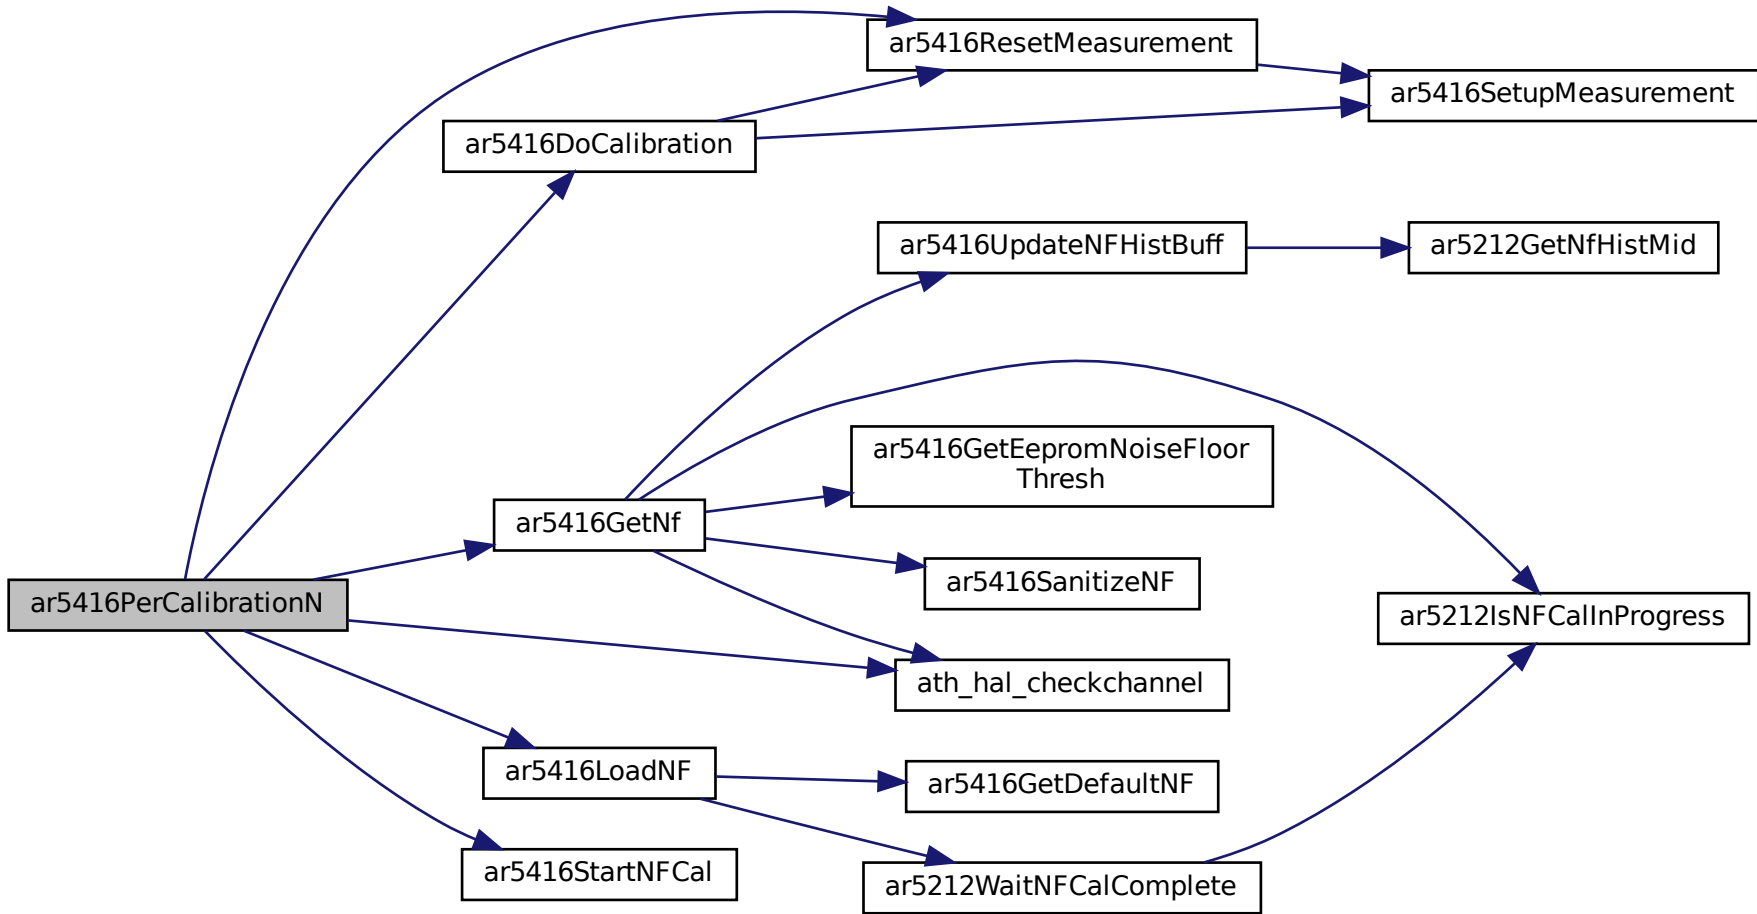 ar5416ResetMeasurement
ar5416SetupMeasurement
ar5416DoCalibration
ar5416UpdateNFHistBuff
ar5212GetNfHistMid
ar5416GetEepromNoiseFloor
Thresh
ar5416GetNf
ar5416SanitizeNF
ar5416PerCalibrationN
ar5212IsNFCalInProgress
ath_hal_checkchannel
ar5416LoadNF
ar5416GetDefaultNF
ar5416StartNFCal
ar5212WaitNFCalComplete